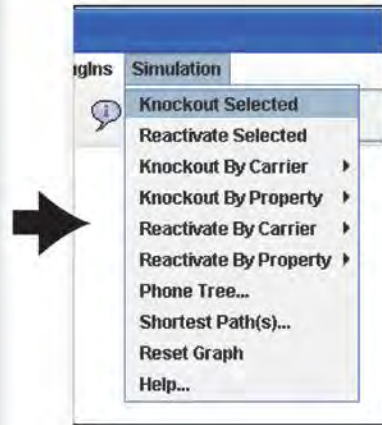 ugIns Simulation
Knockout Selected
Reactivate Selected
Knockout By Carrier
Knockout By Property
Reactivate By Carrier
Reactivate By Property
Phone Tree...
Shortest Path(s)...
Reset Graph
Help...